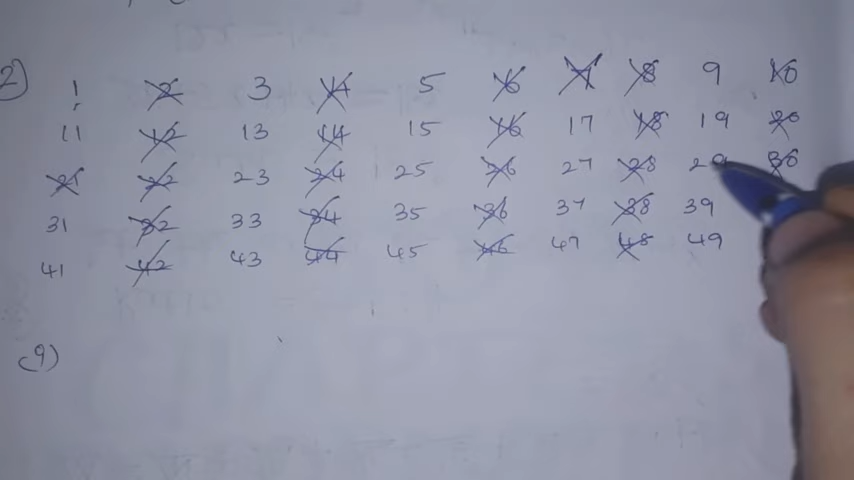 2) 1 2 3 4 5 6 7 8 9 10
11 12 13 14 15 16 17 18 19 20
21 22 23 24 25 26 27 28 29 30
31 32 33 34 35 36 37 38 39
41 42 43 44 45 46 47 48 49
(9)